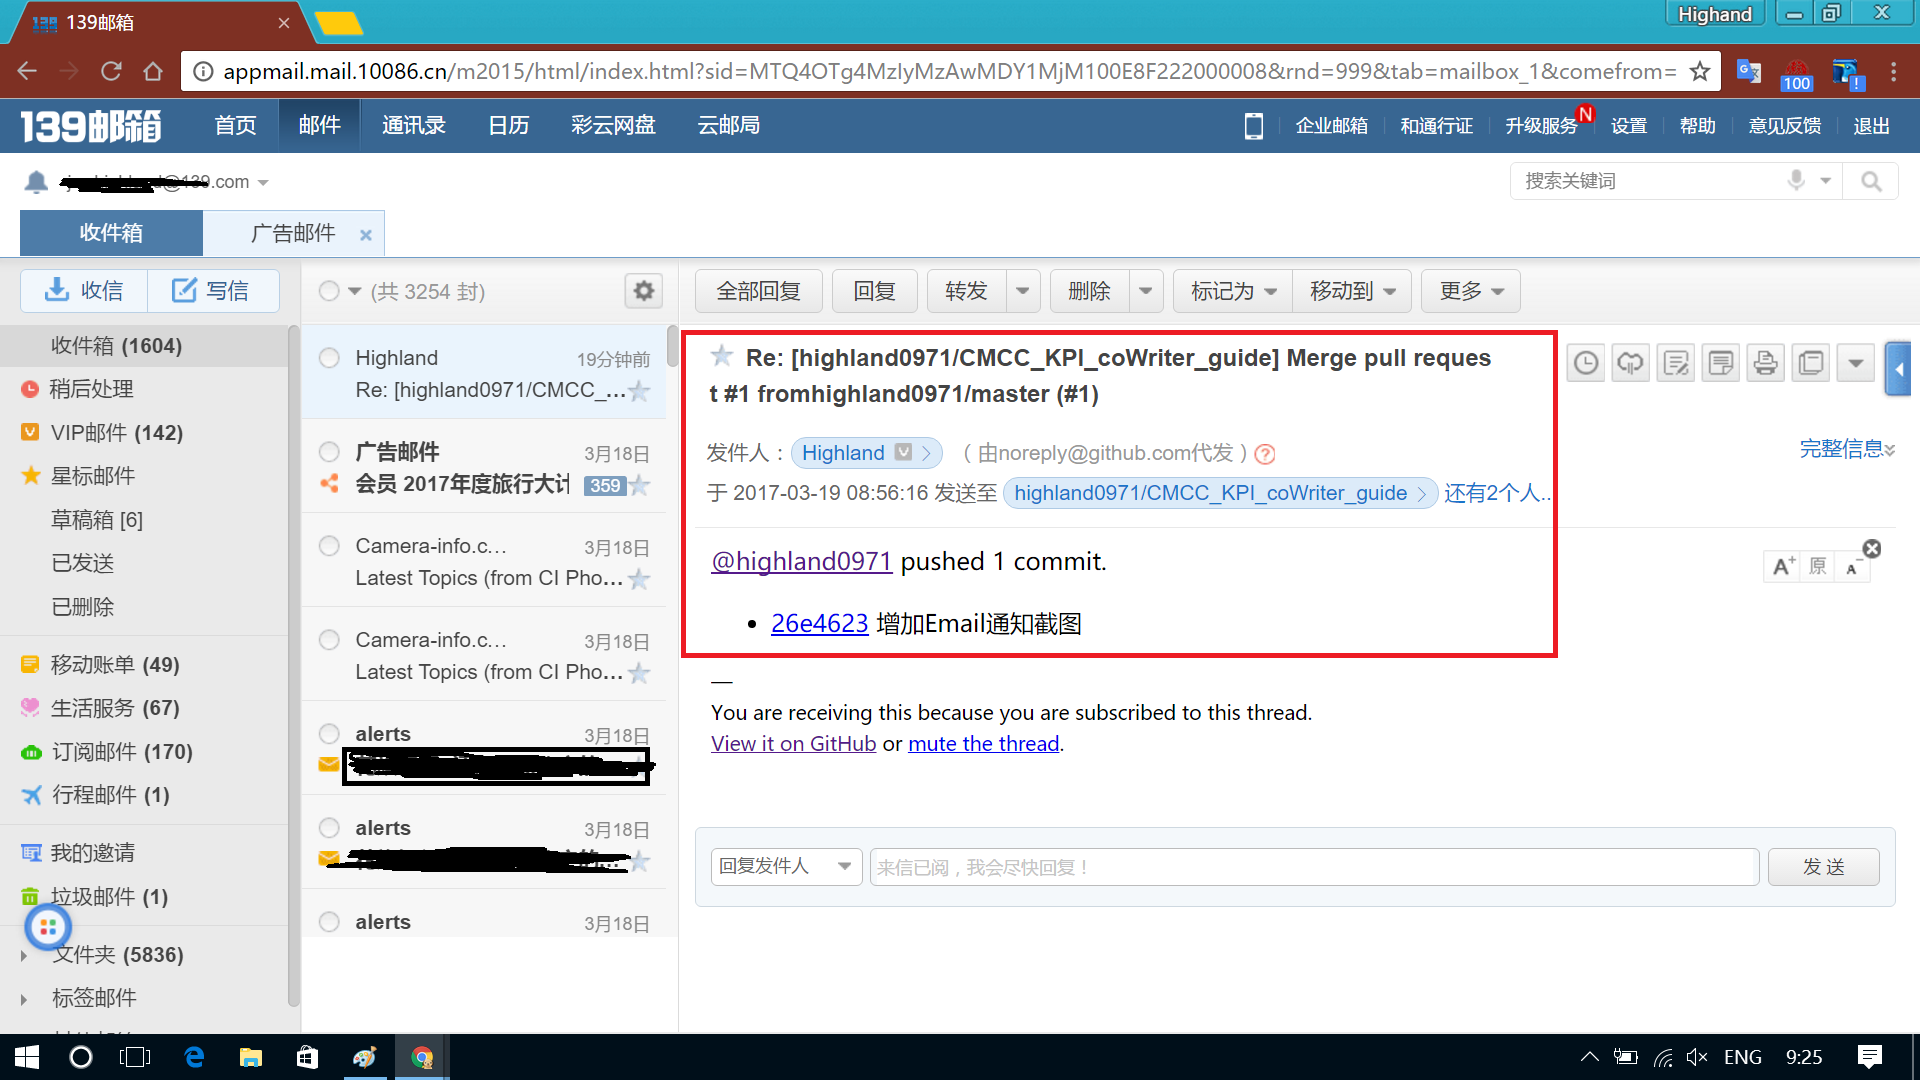 139邮箱
Highand
appmail.mail.10086.cn/m2015/html/index.html?sid=MTQ4OTg4MzIyMzAwMDY1MjM100E8F222000008&rnd=999&tab=mailbox_1&comefrom=
100
139邮箱 首页 邮件 通讯录 日历 彩云网盘 云邮局 企业邮箱 和通行证 升级服务 N 设置 帮助 意见反馈 退出
@139.com
搜索关键词
收件箱 广告邮件
收信 写信
(共 3254 封)
全部回复 回复 转发 删除 标记为 移动到 更多
收件箱 (1604)
稍后处理
VIP邮件 (142)
星标邮件
草稿箱 [6]
已发送
已删除
移动账单 (49)
生活服务 (67)
订阅邮件 (170)
行程邮件 (1)
我的邀请
垃圾邮件 (1)
文件夹 (5836)
标签邮件
Highland 19分钟前
Re: [highland0971/CMCC_...
广告邮件 3月18日
会员 2017年度旅行大计 359
Camera-info.c... 3月18日
Latest Topics (from CI Pho...
Camera-info.c... 3月18日
Latest Topics (from CI Pho...
alerts 3月18日
alerts 3月18日
alerts 3月18日
Re: [highland0971/CMCC_KPI_coWriter_guide] Merge pull reques
t #1 fromhighland0971/master (#1)
发件人： Highland （ 由noreply@github.com代发 ）
完整信息
于 2017-03-19 08:56:16 发送至 highland0971/CMCC_KPI_coWriter_guide 还有2个人..
@highland0971 pushed 1 commit.
A+ 原 A-
• 26e4623 增加Email通知截图
—
You are receiving this because you are subscribed to this thread.
View it on GitHub or mute the thread.
回复发件人 来信已阅，我会尽快回复！ 发 送
ENG 9:25